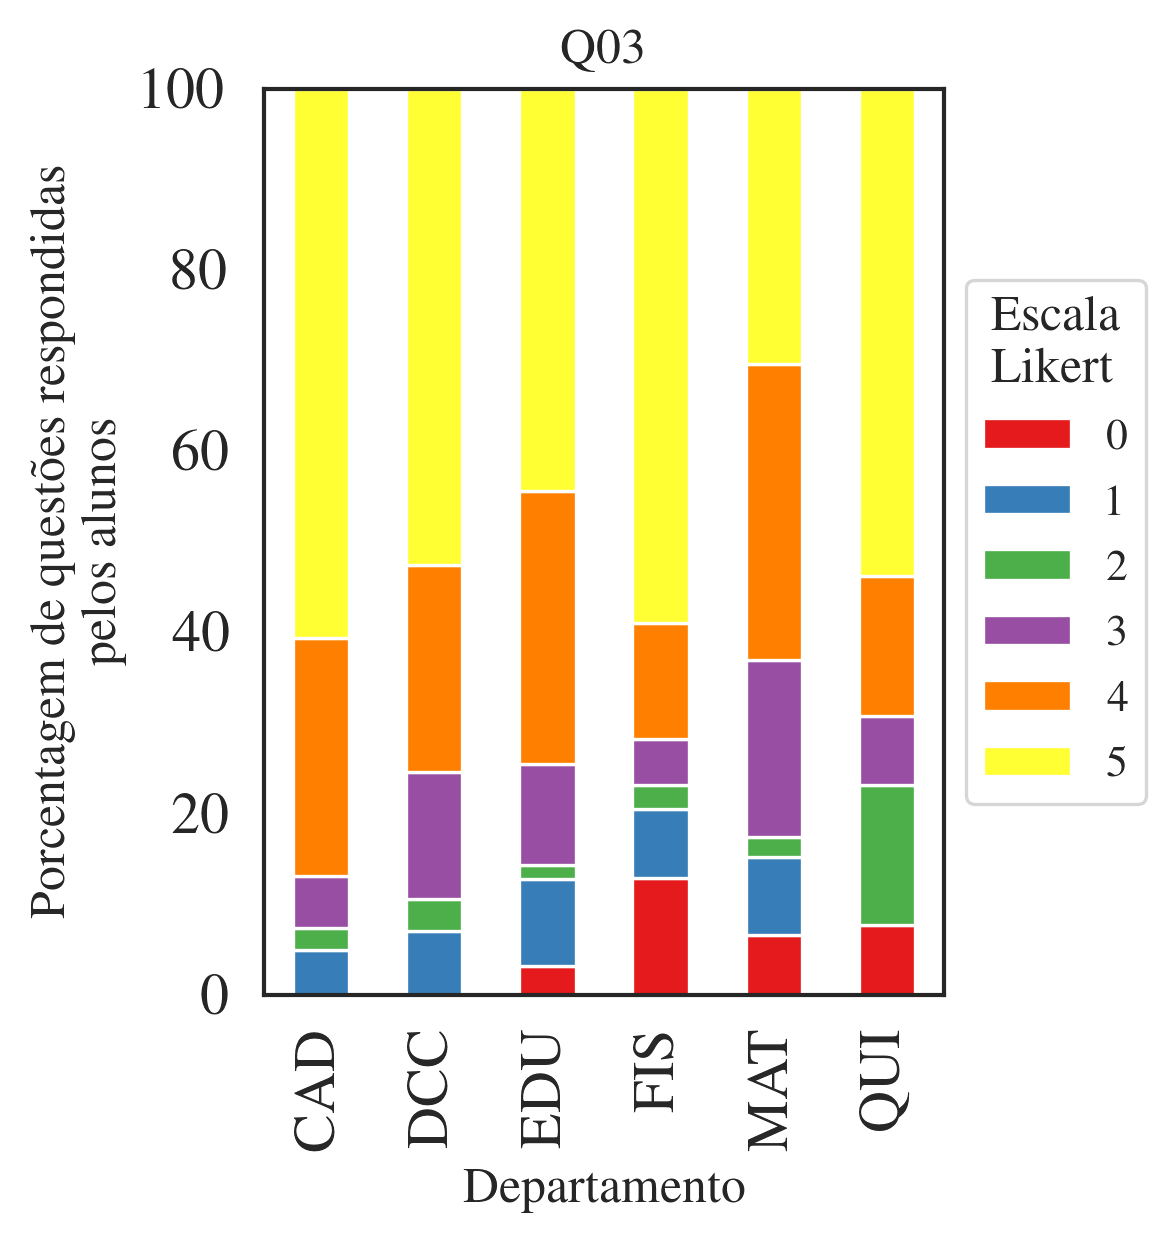 Q03
100
80
60
40
20
0
Porcentagem de questões respondidas
pelos alunos
CAD
DCC
EDU
FIS
MAT
QUI
Departamento
Escala
Likert
0
1
2
3
4
5